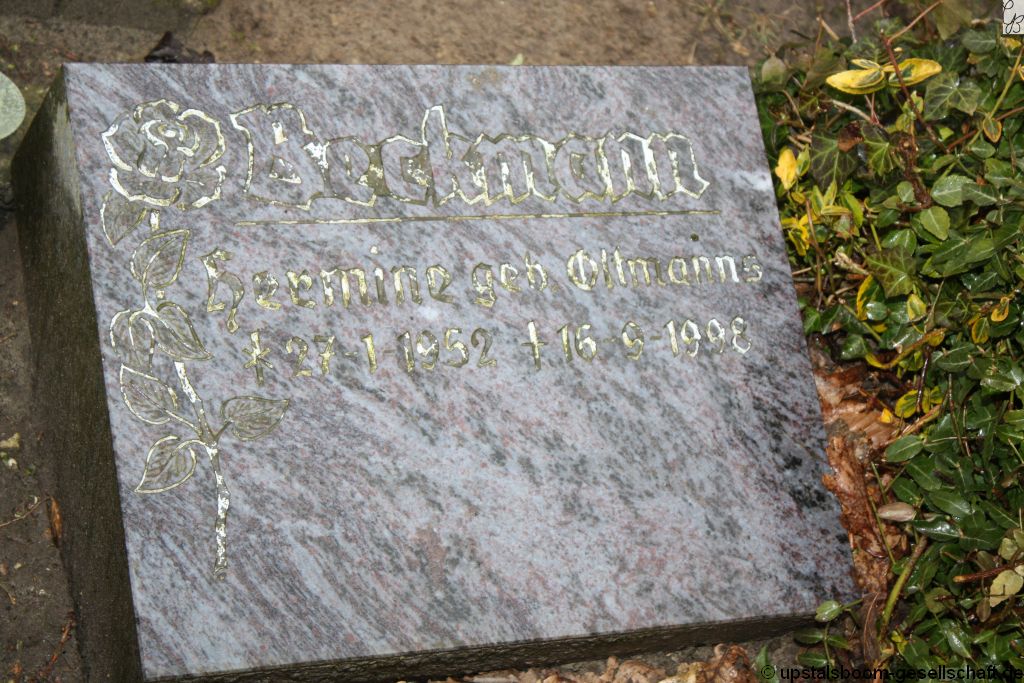 Beckmann
Hermine geb. Oltmanns
* 27-1-1952 † 16-9-1998
© upstalsboom-gesellschaft.de